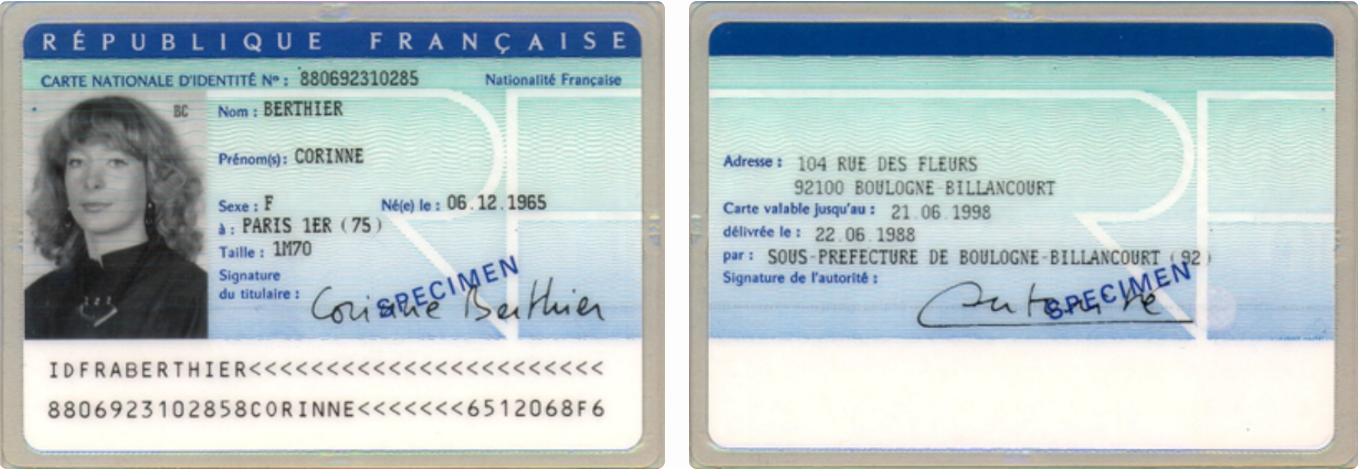 RÉPUBLIQUE FRANÇAISE
CARTE NATIONALE D'IDENTITÉ Nº : 880692310285 Nationalité Française
BC
Nom : BERTHIER
Prénom(s) : CORINNE
Sexe : F Né(e) le : 06.12.1965
à : PARIS 1ER (75)
Taille : 1M70
Signature
du titulaire : Corinne Berthier
SPECIMEN
IDFRABERTHIER<<<<<<<<<<<<<<<<<<<<<<<
8806923102858CORINNE<<<<<<<6512068F6
Adresse : 104 RUE DES FLEURS
92100 BOULOGNE-BILLANCOURT
Carte valable jusqu'au : 21.06.1998
délivrée le : 22.06.1988
par : SOUS-PREFECTURE DE BOULOGNE-BILLANCOURT (92)
Signature de l'autorité :
SPECIMEN